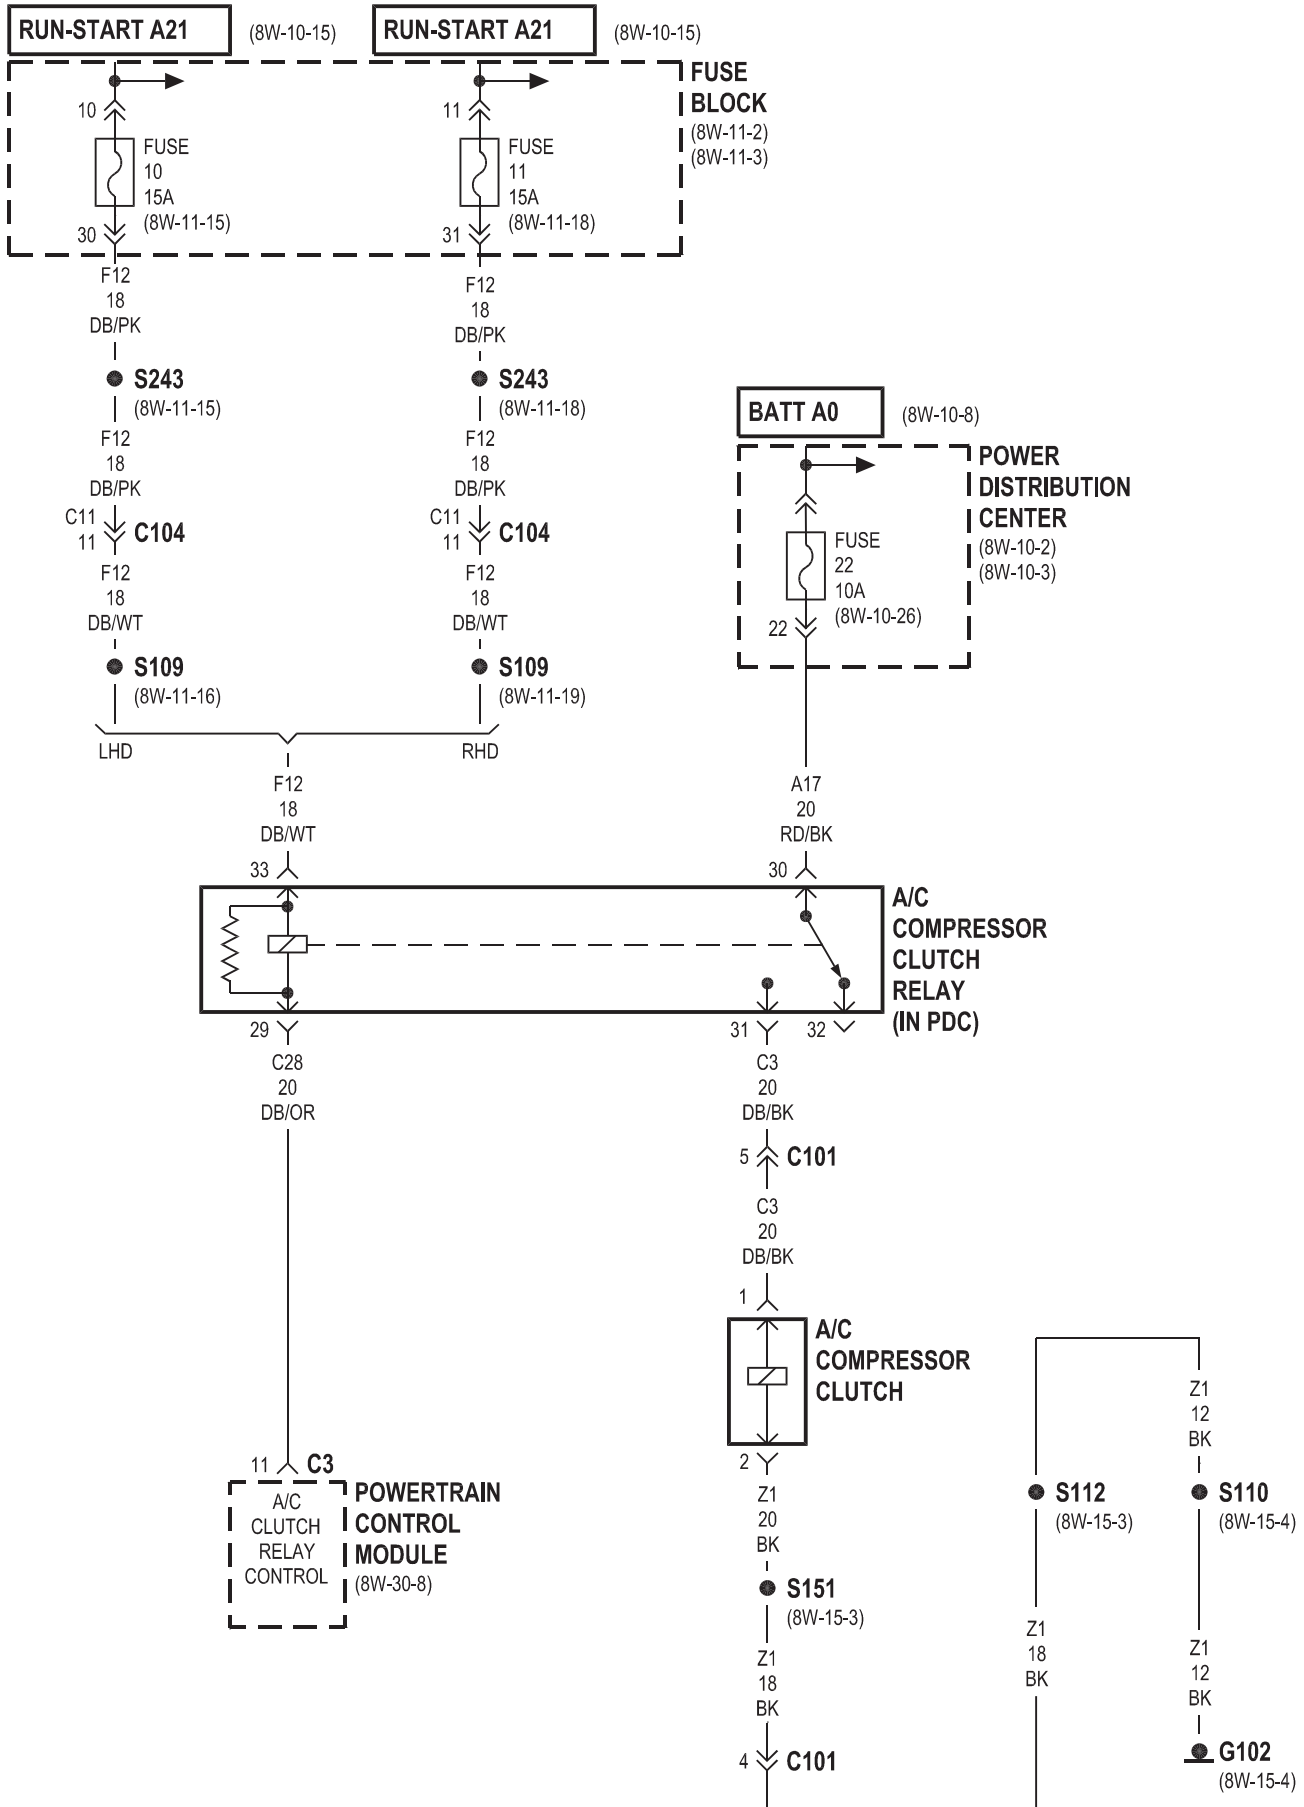 RUN-START A21
(8W-10-15)
RUN-START A21
(8W-10-15)
FUSE
BLOCK
(8W-11-2)
(8W-11-3)
10
FUSE
10
15A
(8W-11-15)
30
11
FUSE
11
15A
(8W-11-18)
31
F12
18
DB/PK
S243
(8W-11-15)
F12
18
DB/PK
C11
11
C104
F12
18
DB/WT
S109
(8W-11-16)
LHD
F12
18
DB/PK
S243
(8W-11-18)
F12
18
DB/PK
C11
11
C104
F12
18
DB/WT
S109
(8W-11-19)
RHD
BATT A0
(8W-10-8)
POWER
DISTRIBUTION
CENTER
(8W-10-2)
(8W-10-3)
FUSE
22
10A
(8W-10-26)
22
F12
18
DB/WT
33
A17
20
RD/BK
30
A/C
COMPRESSOR
CLUTCH
RELAY
(IN PDC)
29
31
32
C28
20
DB/OR
C3
20
DB/BK
5
C101
C3
20
DB/BK
1
A/C
COMPRESSOR
CLUTCH
2
11
C3
A/C
CLUTCH
RELAY
CONTROL
POWERTRAIN
CONTROL
MODULE
(8W-30-8)
Z1
20
BK
S151
(8W-15-3)
Z1
18
BK
4
C101
S112
(8W-15-3)
Z1
18
BK
Z1
12
BK
S110
(8W-15-4)
Z1
12
BK
G102
(8W-15-4)